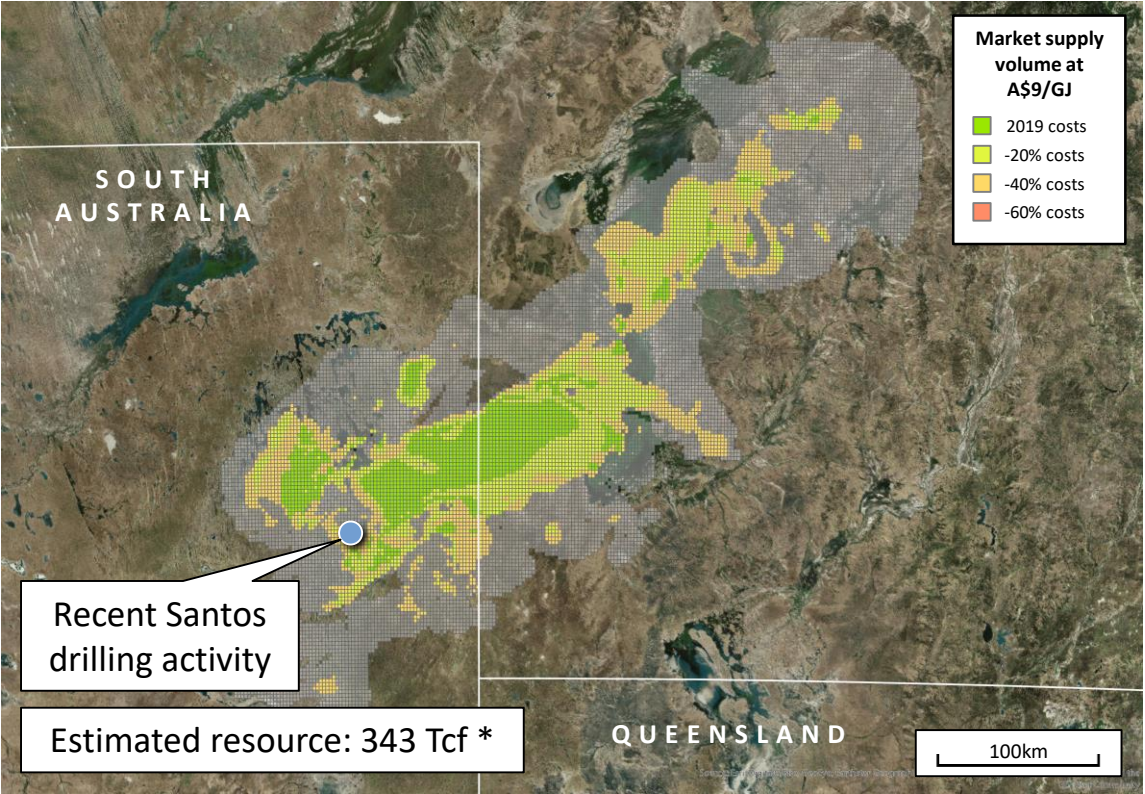 Market supply
volume at
A$9/GJ
2019 costs
-20% costs
-40% costs
-60% costs
SOUTH
AUSTRALIA
Recent Santos
drilling activity
Estimated resource: 343 Tcf *
QUEENSLAND
100km